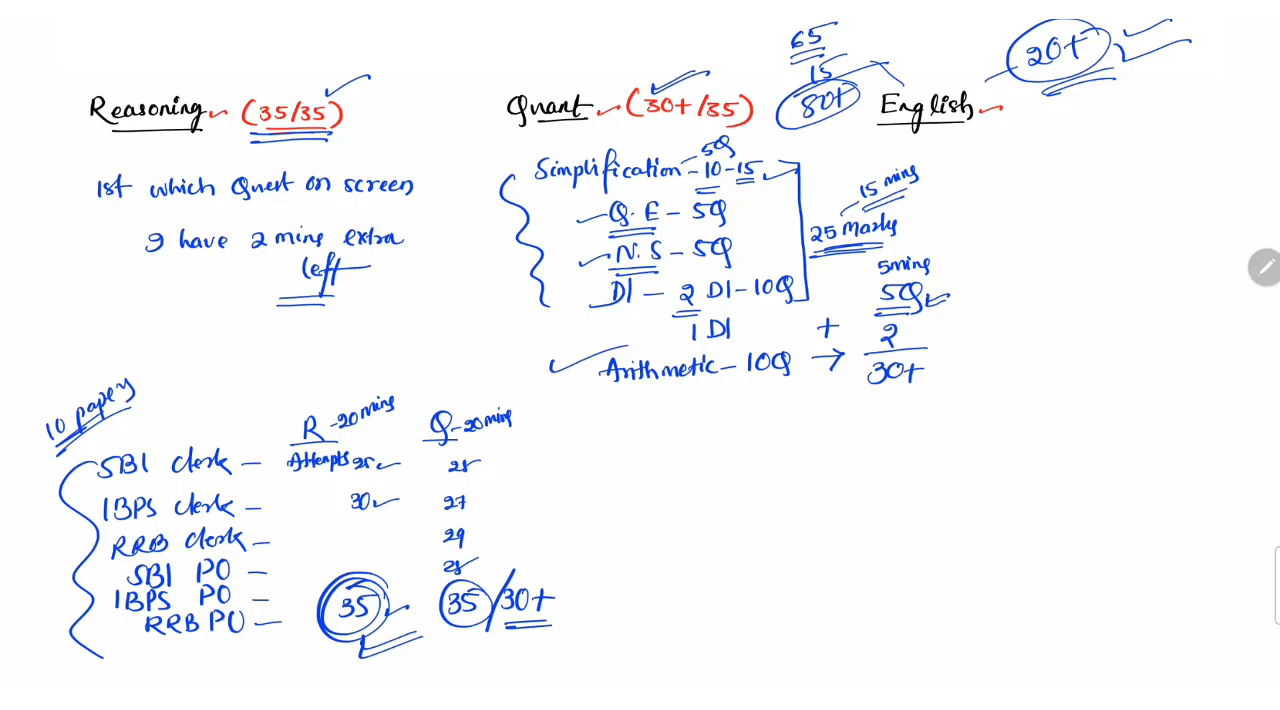 65
15
80+
20+
Reasoning (35/35)
Quant (30+/35)
English
1st which Quest on screen
I have 2 mins extra
left
5Q
Simplification - 10 - 15
Q.E - 5Q
N.S - 5Q
DI - 2 DI - 10Q
1 DI
Arithmetic - 10Q →
15 mins
25 Marks
5mins
5Q
+ 2
30+
10 papers
R - 20 mins
Q - 20 mins
SBI clerk - Attempts 25 25
IBPS clerk - 30 27
RRB clerk - 29
SBI PO - 28
IBPS PO - 35 35/30+
RRB PO -